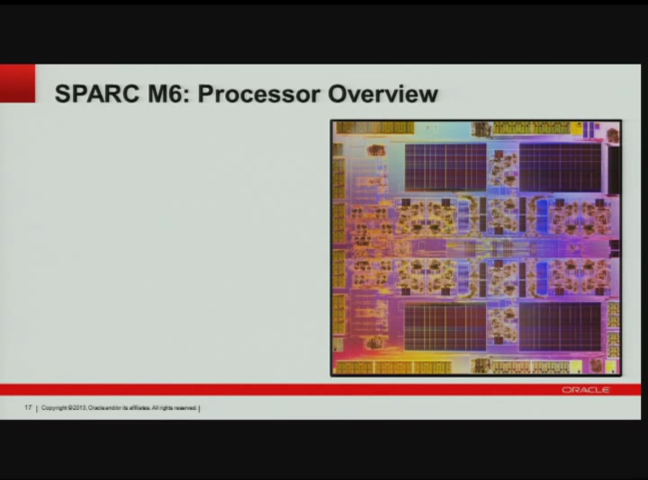 SPARC M6: Processor Overview
ORACLE
17 | Copyright © 2013, Oracle and/or its affiliates. All rights reserved. |